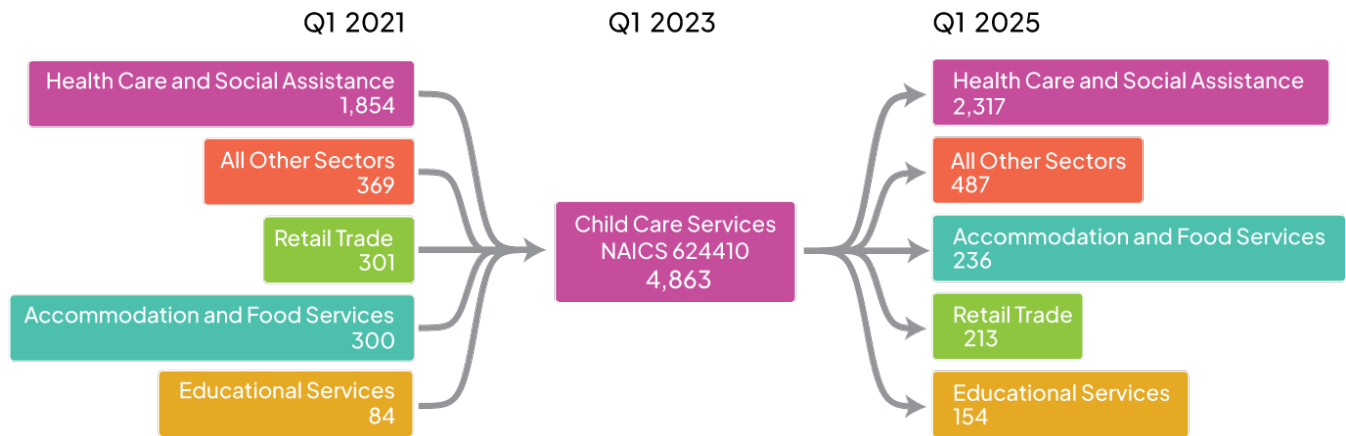 Q1 2021
Q1 2023
Q1 2025
Health Care and Social Assistance
1,854
All Other Sectors
369
Retail Trade
301
Accommodation and Food Services
300
Educational Services
84
Child Care Services
NAICS 624410
4,863
Health Care and Social Assistance
2,317
All Other Sectors
487
Accommodation and Food Services
236
Retail Trade
213
Educational Services
154